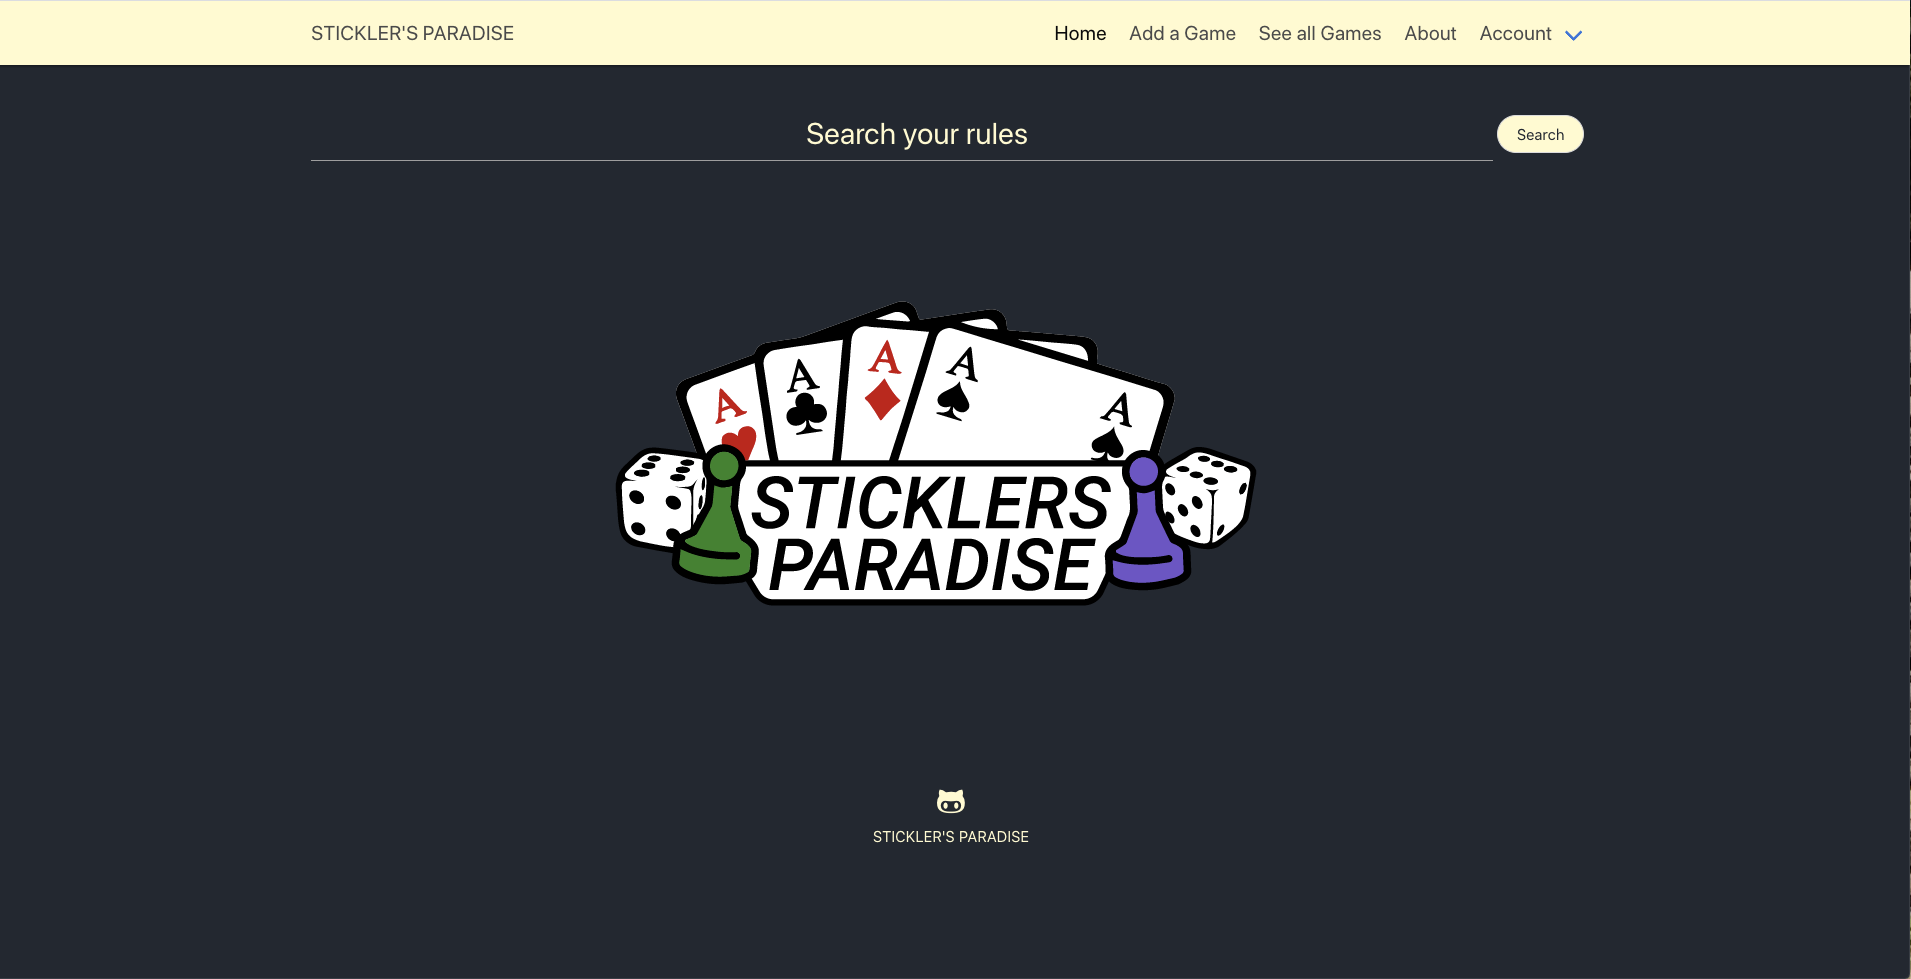 STICKLER'S PARADISE
Home Add a Game See all Games About Account
Search your rules
Search
A
A
A
A
A
STICKLERS
PARADISE
STICKLER'S PARADISE